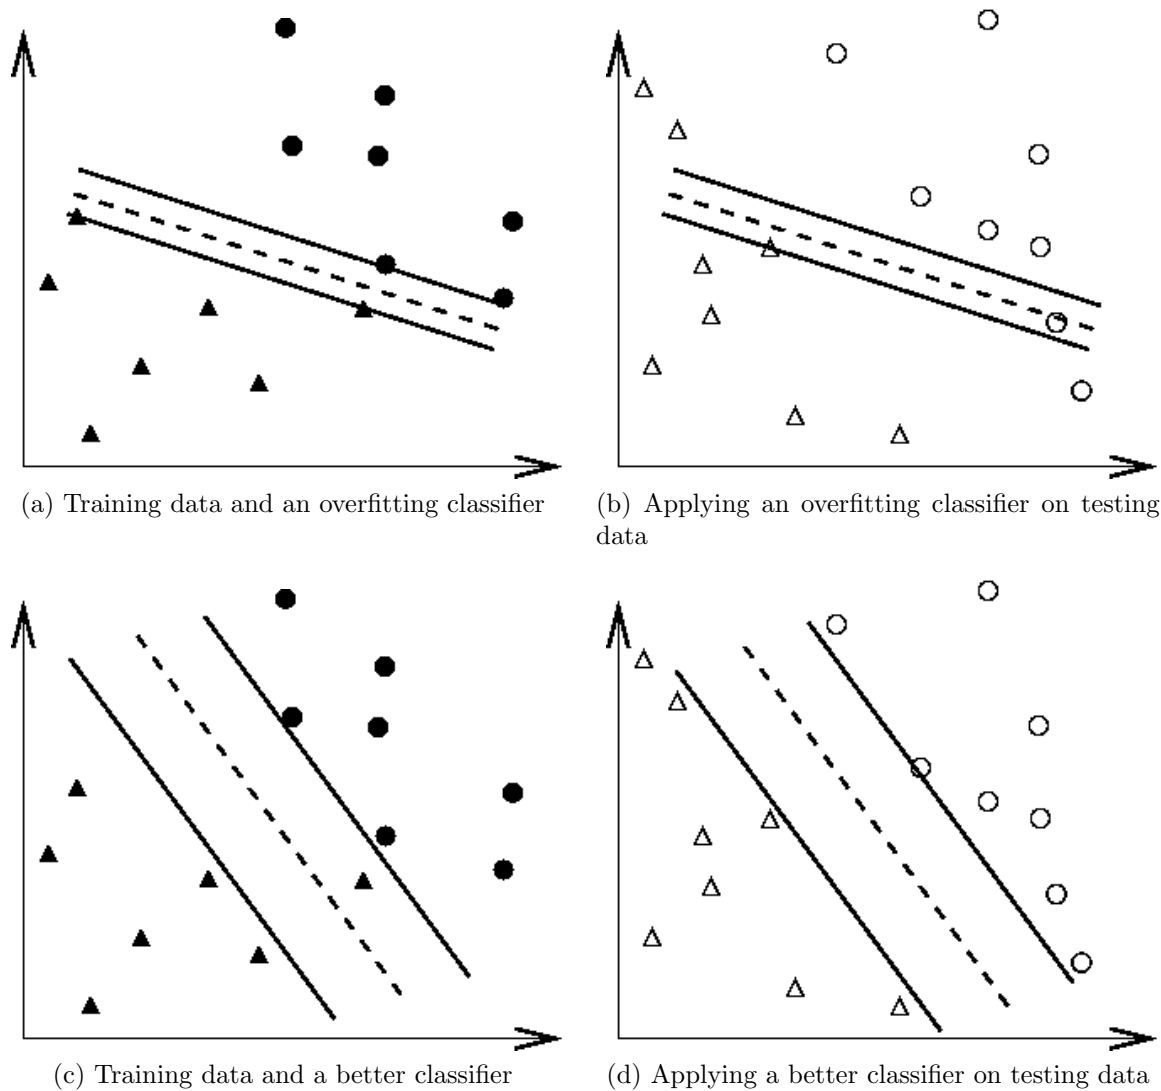 (a) Training data and an overfitting classifier
(b) Applying an overfitting classifier on testing
data
(c) Training data and a better classifier
(d) Applying a better classifier on testing data